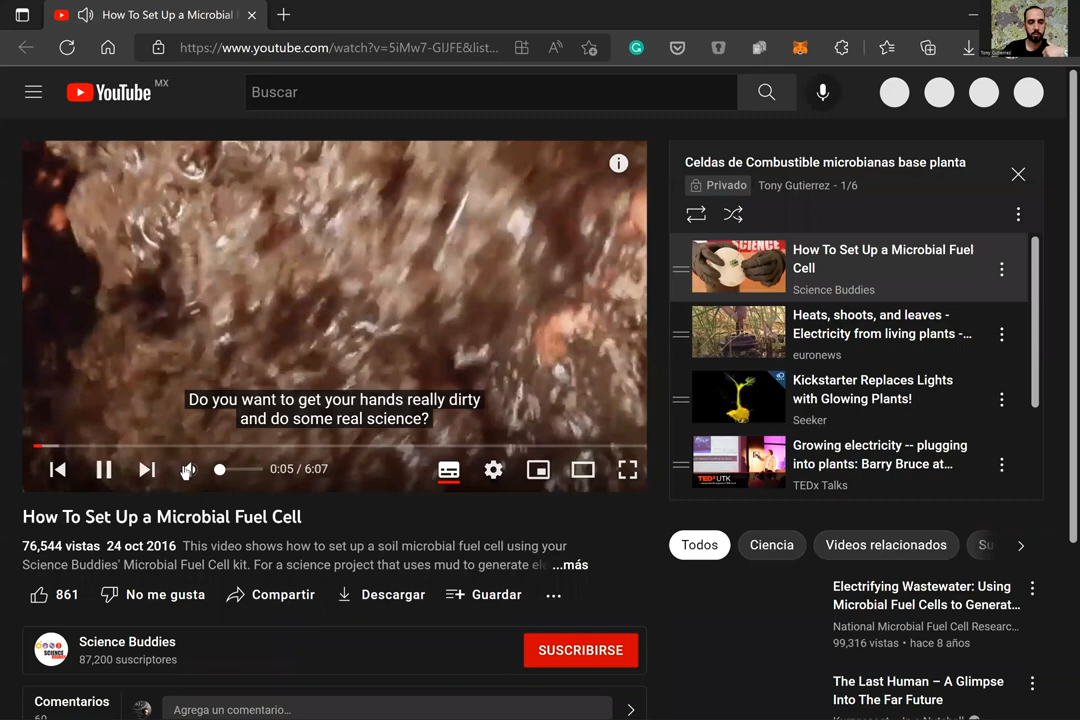 How To Set Up a Microbial
https://www.youtube.com/watch?v=5iMw7-GIJFE&list...
Tony Gutierrez
YouTube MX
Buscar
Do you want to get your hands really dirty
and do some real science?
0:05 / 6:07
How To Set Up a Microbial Fuel Cell
76,544 vistas 24 oct 2016 This video shows how to set up a soil microbial fuel cell using your
Science Buddies' Microbial Fuel Cell kit. For a science project that uses mud to generate ele ...más
861 No me gusta Compartir Descargar Guardar
Science Buddies
87,200 suscriptores
SUSCRIBIRSE
Comentarios
60
Agrega un comentario...
Celdas de Combustible microbianas base planta
Privado Tony Gutierrez - 1/6
SCIENCE
How To Set Up a Microbial Fuel
Cell
Science Buddies
Heats, shoots, and leaves -
Electricity from living plants -...
euronews
Kickstarter Replaces Lights
with Glowing Plants!
Seeker
TEDxUTK
Growing electricity -- plugging
into plants: Barry Bruce at...
TEDx Talks
Todos Ciencia Videos relacionados Su
Electrifying Wastewater: Using
Microbial Fuel Cells to Generat...
National Microbial Fuel Cell Researc...
99,316 vistas • hace 8 años
The Last Human – A Glimpse
Into The Far Future